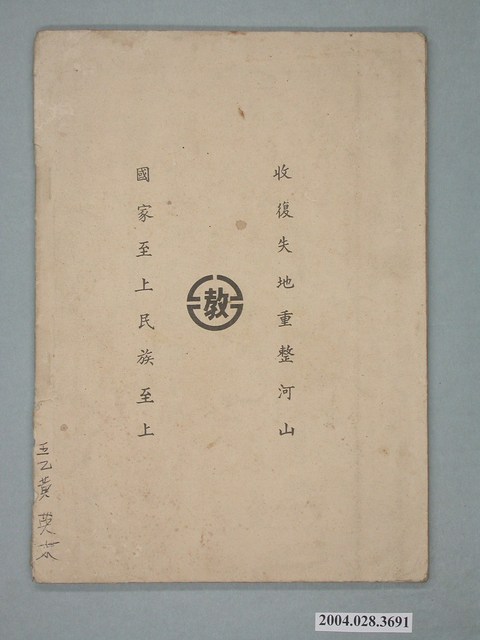 收復失地重整河山
教
國家至上民族至上
五乙黃
2004.028.3691